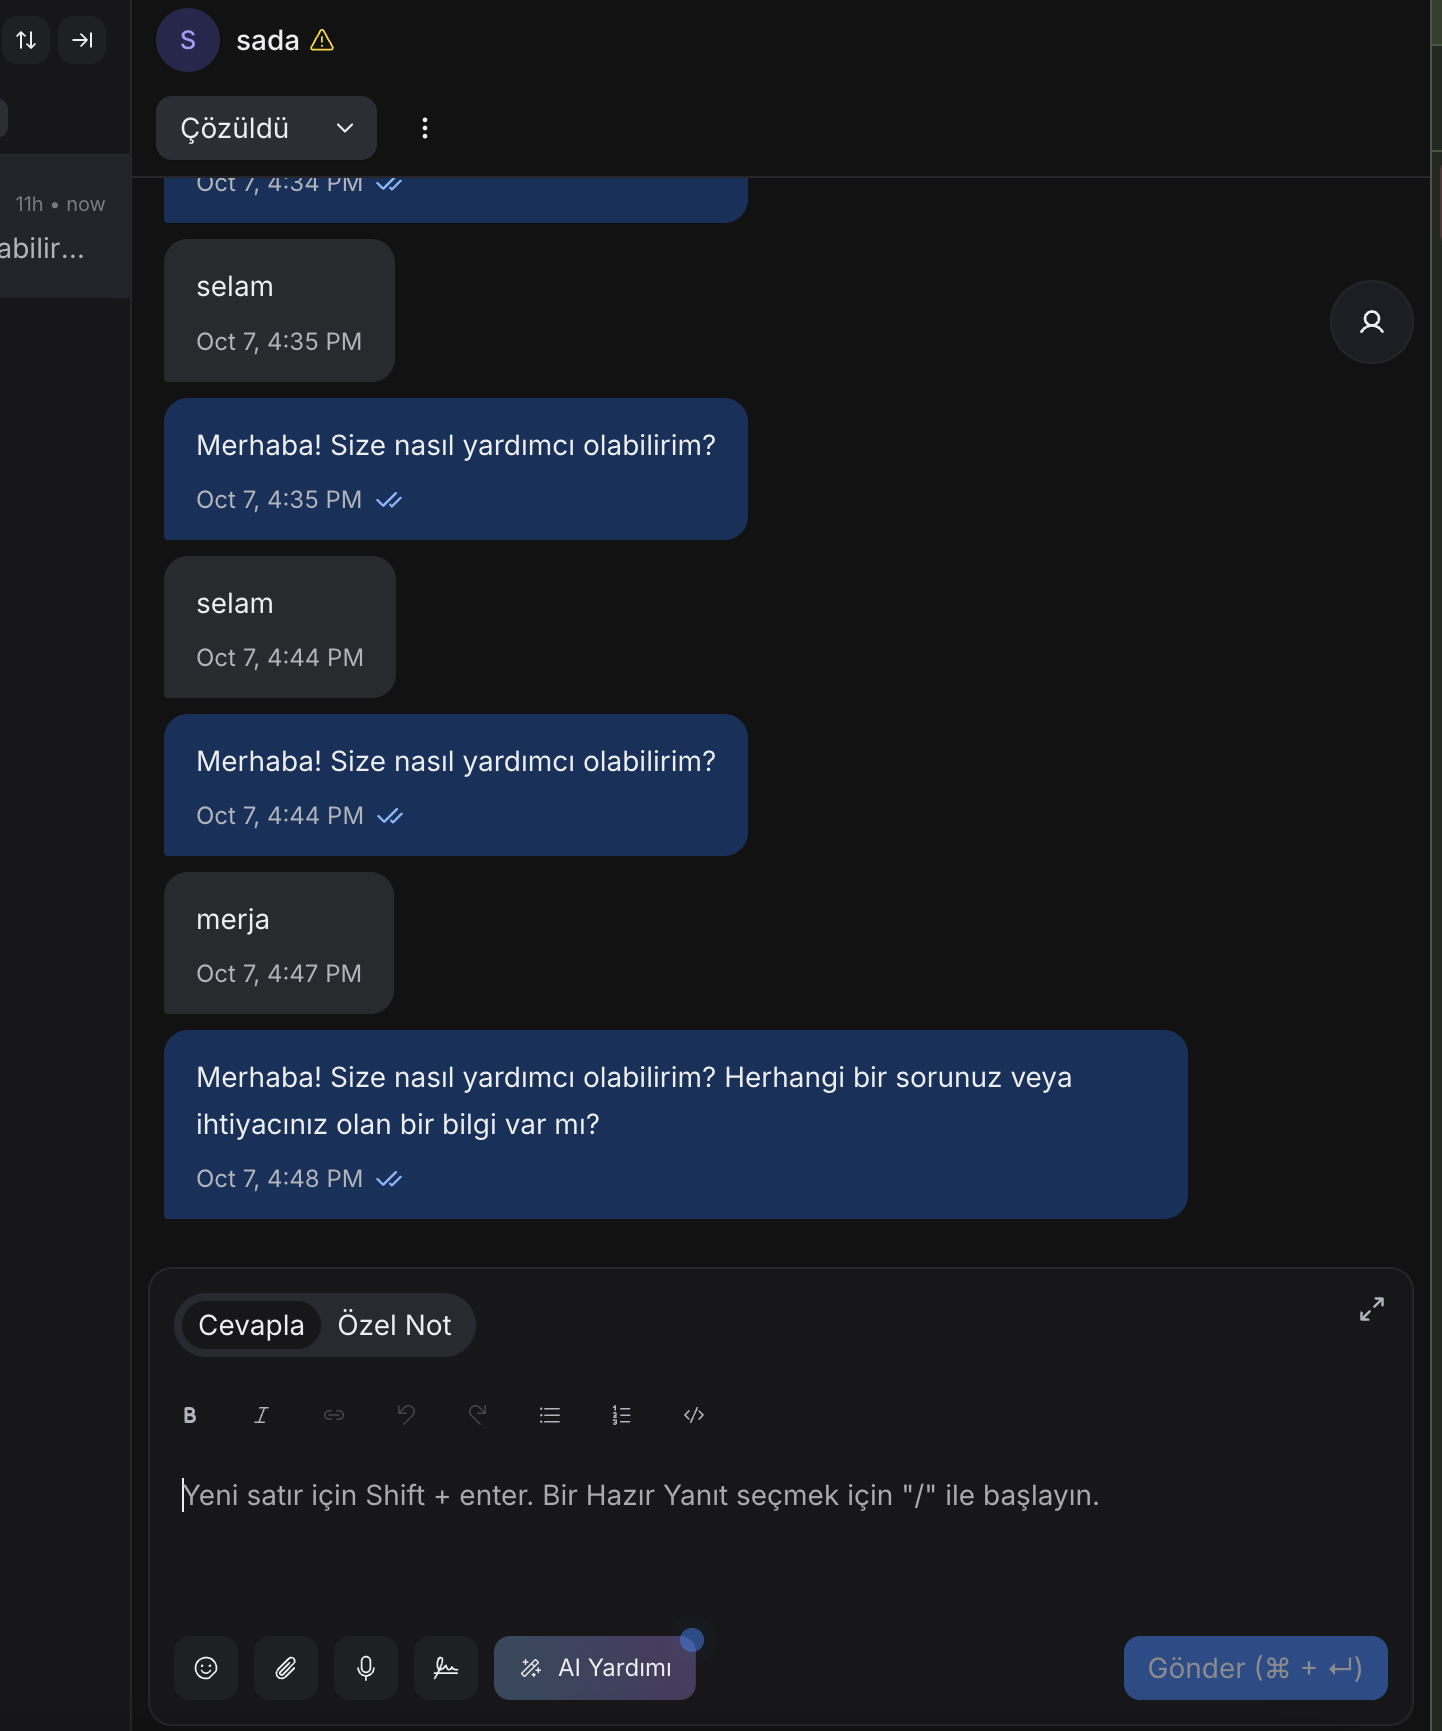 S
sada
Çözüldü
11h • now
abilir...
Oct 7, 4:34 PM
selam
Oct 7, 4:35 PM
Merhaba! Size nasıl yardımcı olabilirim?
Oct 7, 4:35 PM
selam
Oct 7, 4:44 PM
Merhaba! Size nasıl yardımcı olabilirim?
Oct 7, 4:44 PM
merja
Oct 7, 4:47 PM
Merhaba! Size nasıl yardımcı olabilirim? Herhangi bir sorunuz veya
ihtiyacınız olan bir bilgi var mı?
Oct 7, 4:48 PM
Cevapla Özel Not
Yeni satır için Shift + enter. Bir Hazır Yanıt seçmek için "/" ile başlayın.
AI Yardımı
Gönder (⌘ + ↵)